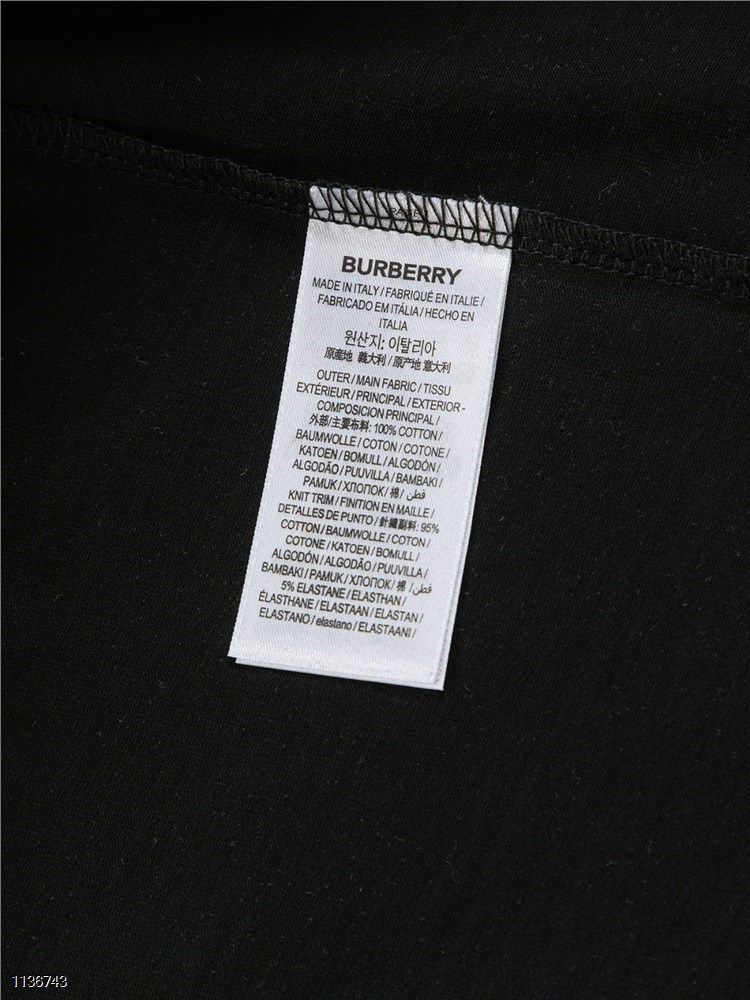 BURBERRY
MADE IN ITALY / FABRIQUÉ EN ITALIE /
FABRICADO EM ITÁLIA / HECHO EN
ITALIA
원산지: 이탈리아
原產地 義大利 / 原产地 意大利
OUTER / MAIN FABRIC / TISSU
EXTÉRIEUR / PRINCIPAL / EXTERIOR -
COMPOSICION PRINCIPAL /
外部/主要布料: 100% COTTON /
BAUMWOLLE / COTON / COTONE /
KATOEN / BOMULL / ALGODÓN /
ALGODÃO / PUUVILLA / BAMBAKI /
PAMUK / ХЛОПОК / 棉 / قطن /
KNIT TRIM / FINITION EN MAILLE /
DETALLES DE PUNTO / 針織副料: 95%
COTTON / BAUMWOLLE / COTON /
COTONE / KATOEN / BOMULL /
ALGODÓN / ALGODÃO / PUUVILLA /
BAMBAKI / PAMUK / ХЛОПОК / 棉 / قطن /
5% ELASTANE / ELASTHAN /
ÉLASTHANE / ELASTAAN / ELASTAN /
ELASTANO / elastano / ELASTAANI /
1136743